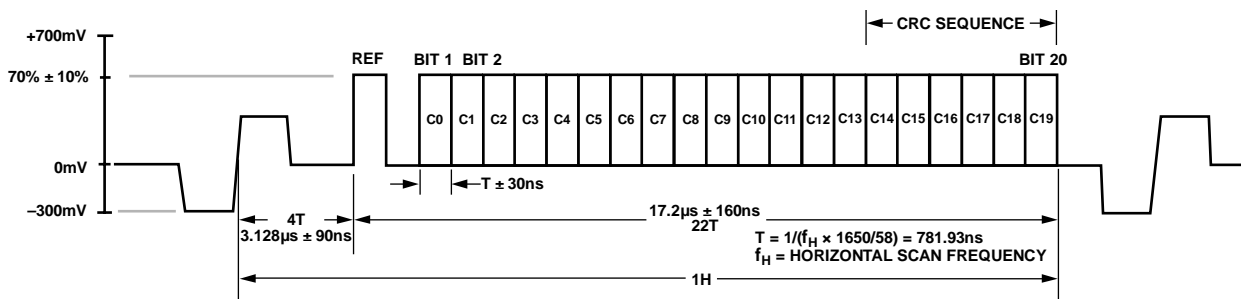 CRC SEQUENCE
+700mV
REF
BIT 1
BIT 2
BIT 20
70% ± 10%
C0
C1
C2
C3
C4
C5
C6
C7
C8
C9
C10
C11
C12
C13
C14
C15
C16
C17
C18
C19
0mV
T ± 30ns
–300mV
4T
3.128µs ± 90ns
17.2µs ± 160ns
22T
T = 1/(fH × 1650/58) = 781.93ns
fH = HORIZONTAL SCAN FREQUENCY
1H